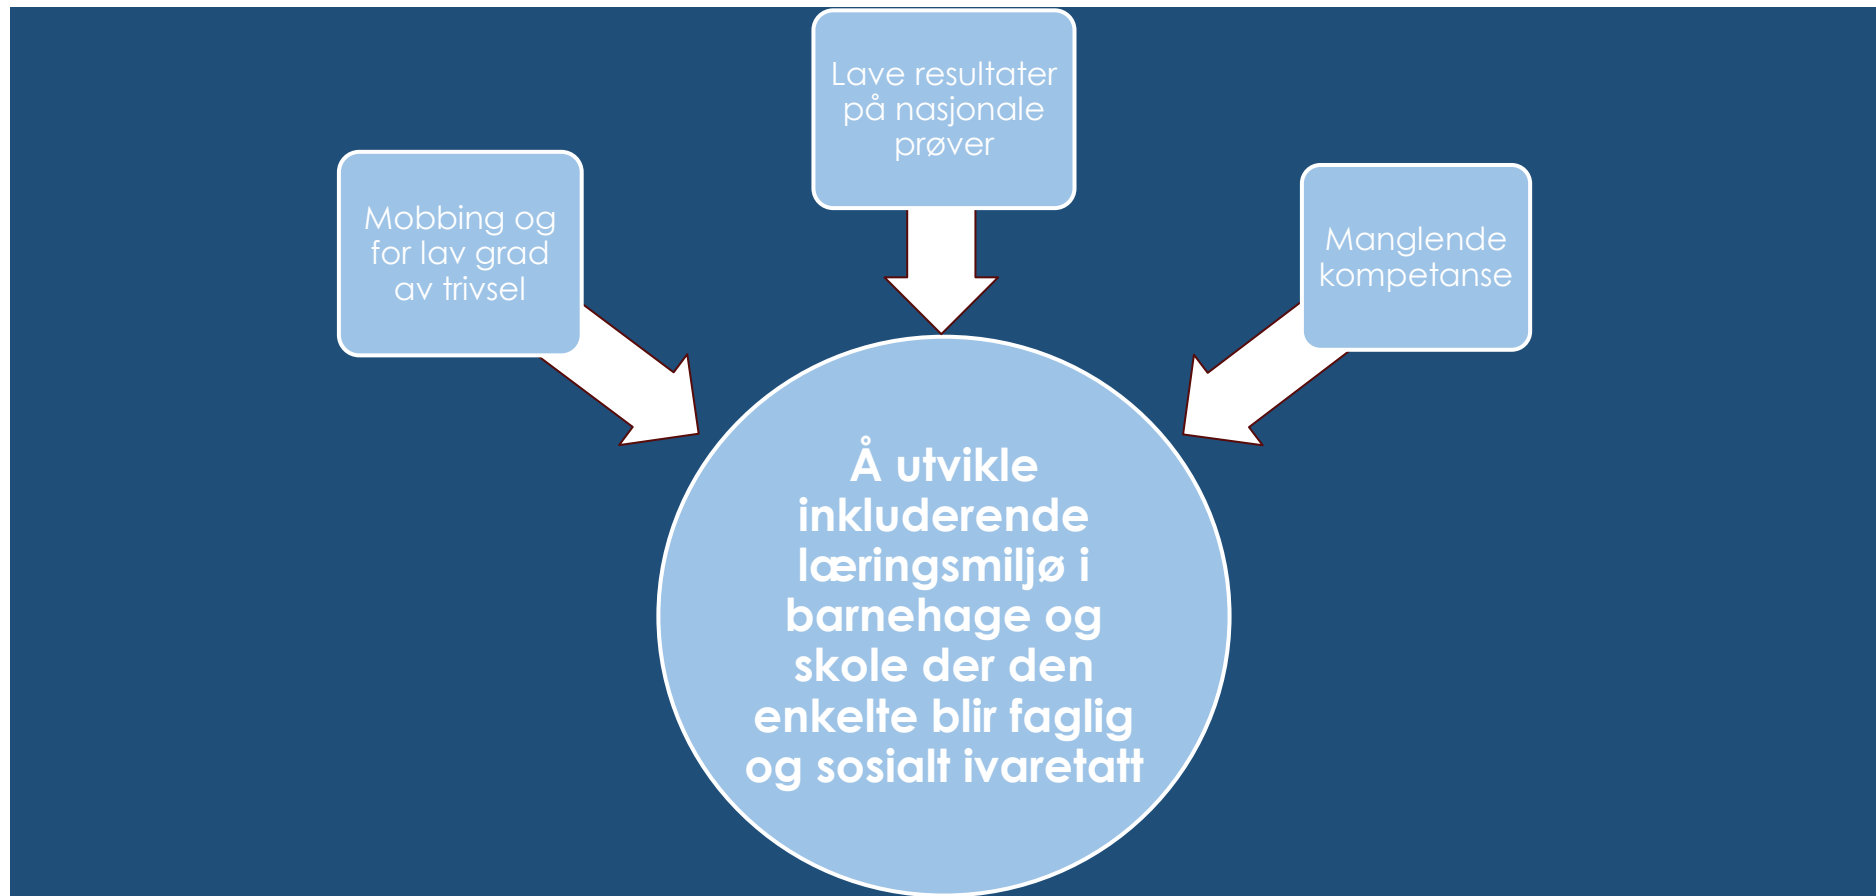 Lave resultater
på nasjonale
prøver
Mobbing og
for lav grad
av trivsel
Manglende
kompetanse
Å utvikle
inkluderende
læringsmiljø i
barnehage og
skole der den
enkelte blir faglig
og sosialt ivaretatt